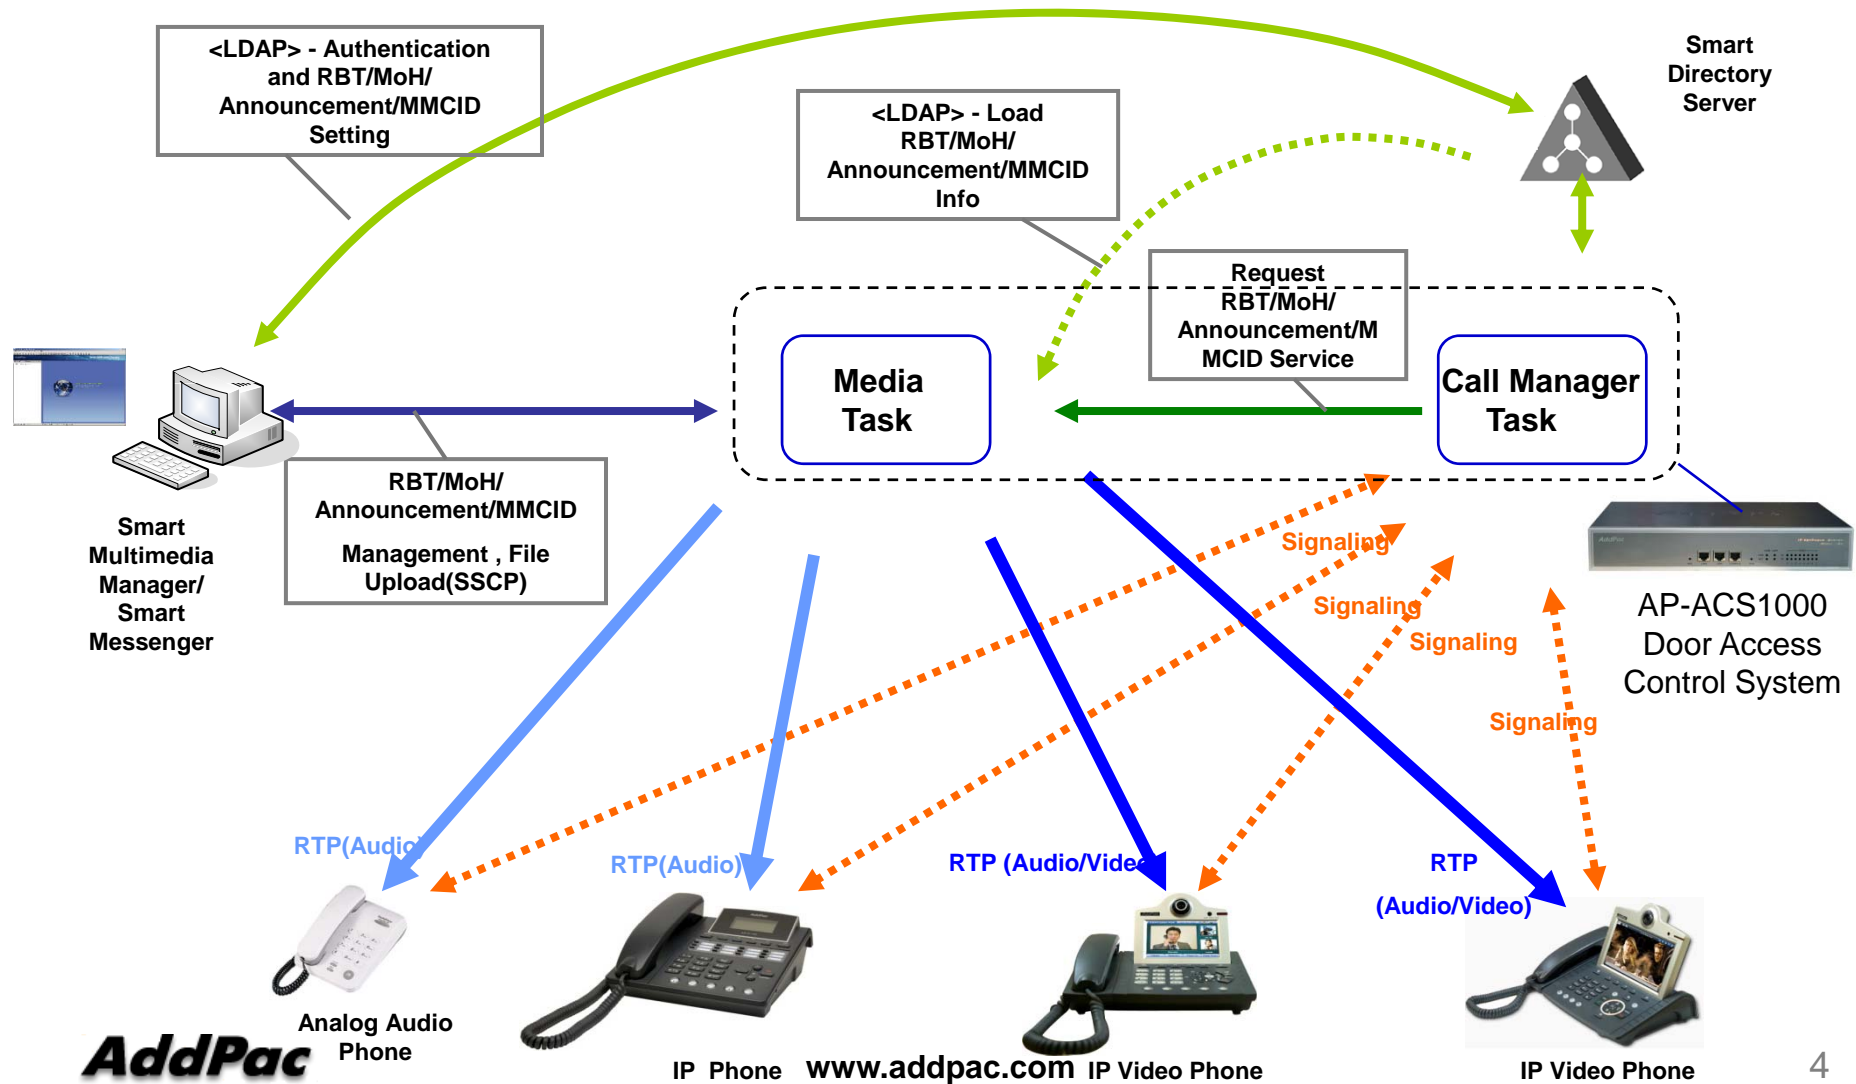 <LDAP> - Authentication
and RBT/MoH/
Announcement/MMCID
Setting
<LDAP> - Load
RBT/MoH/
Announcement/MMCID
Info
Smart
Directory
Server
Request
RBT/MoH/
Announcement/M
MCID Service
Media
Task
Call Manager
Task
RBT/MoH/
Announcement/MMCID
Management , File
Upload(SSCP)
Smart
Multimedia
Manager/
Smart
Messenger
Signaling
Signaling
Signaling
Signaling
AddPac
AP-ACS1000
Door Access
Control System
RTP(Audio)
RTP(Audio)
RTP (Audio/Video
RTP
(Audio/Video)
Analog Audio
Phone
IP Phone
IP Video Phone
IP Video Phone
AddPac
www.addpac.com
4